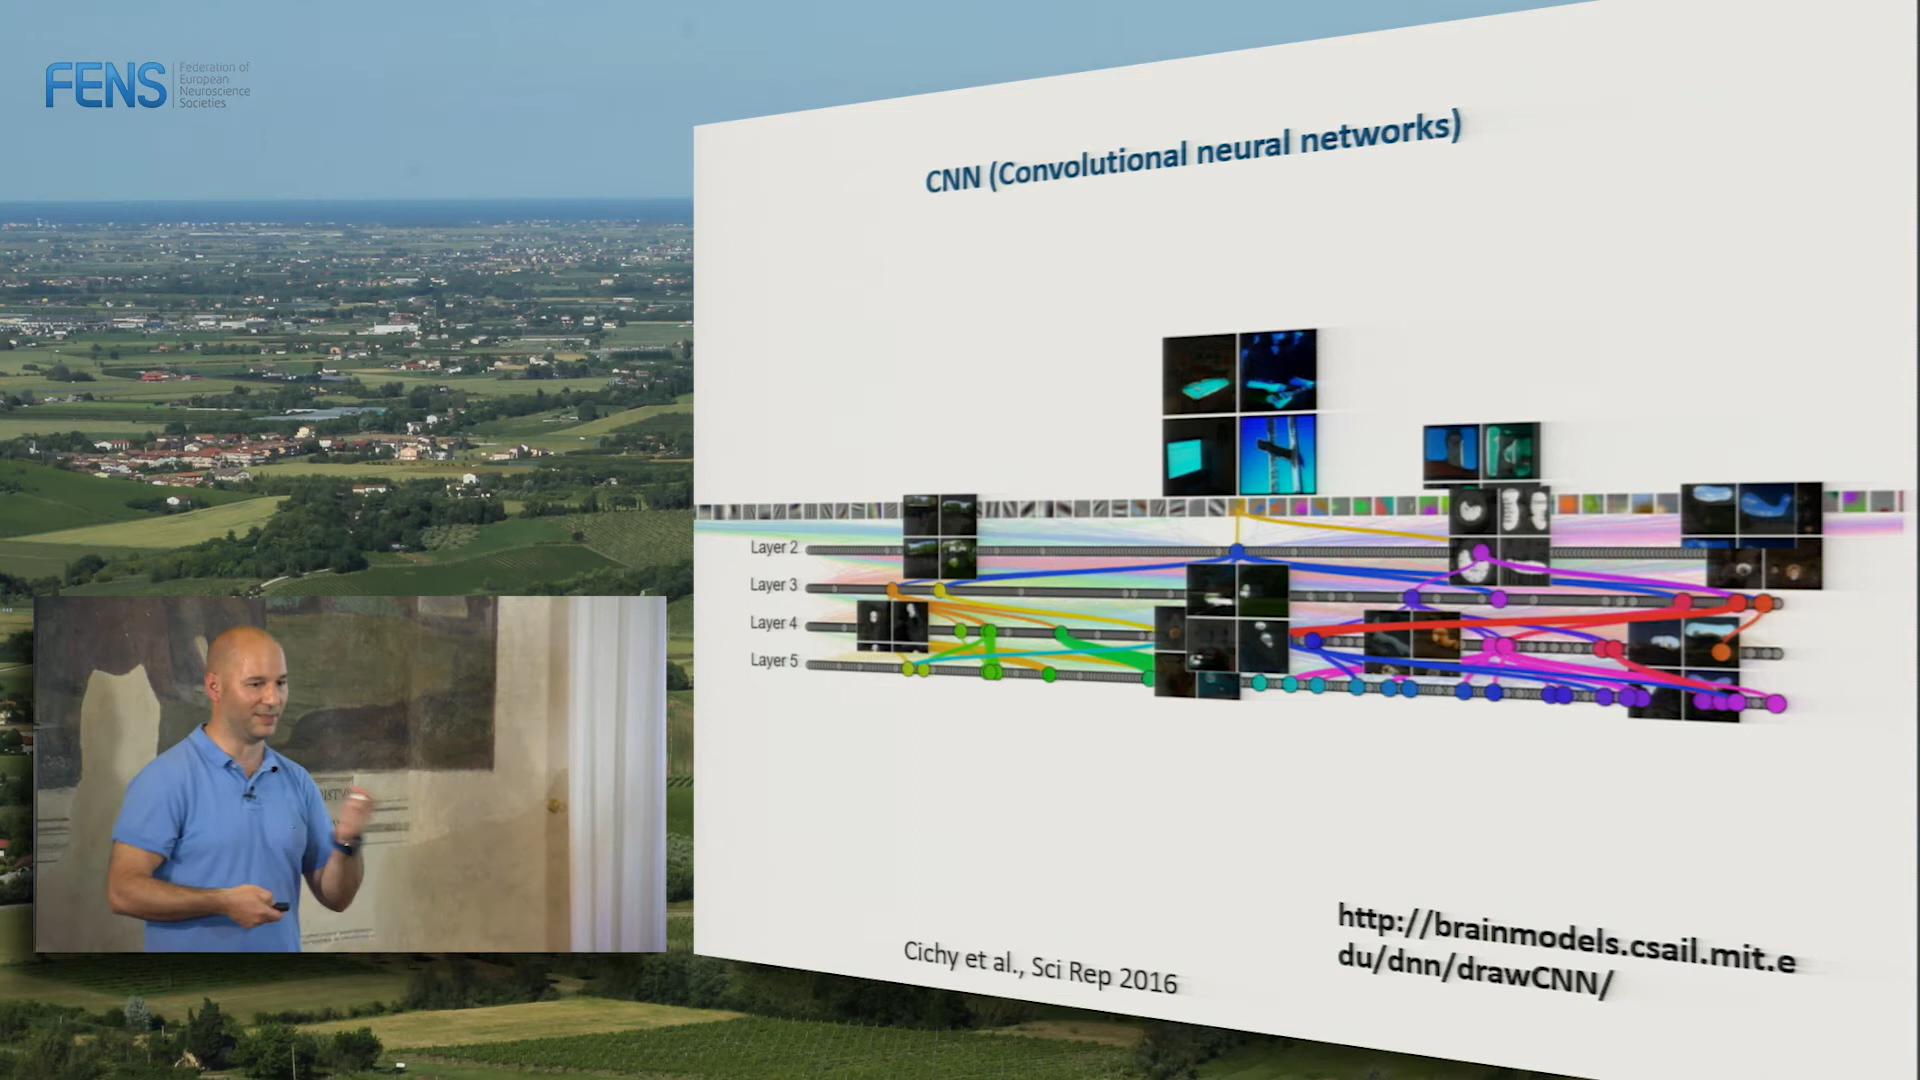 FENS
Federation of
European
Neuroscience
Societies
CNN (Convolutional neural networks)
Layer 2
Layer 3
Layer 4
Layer 5
Cichy et al., Sci Rep 2016
http://brainmodels.csail.mit.e
du/dnn/drawCNN/